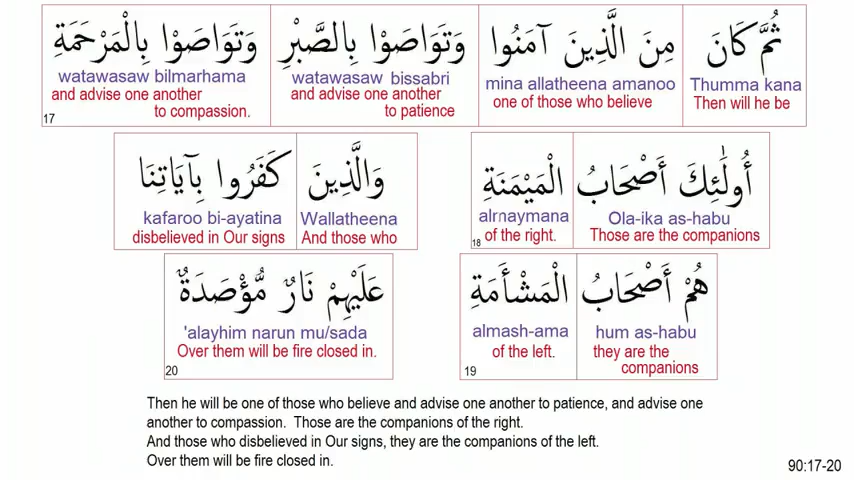 ثُمَّ كَانَ مِنَ الَّذِينَ آمَنُوا وَتَوَاصَوْا بِالصَّبْرِ وَتَوَاصَوْا بِالْمَرْحَمَةِ
Thumma kana mina allatheena amanoo watawasaw bissabri watawasaw bilmarhama
Then will he be one of those who believe and advise one another to patience and advise one another to compassion.
17
أُولَٰئِكَ أَصْحَابُ الْمَيْمَنَةِ
Ola-ika as-habu almaymana
Those are the companions of the right.
18
وَالَّذِينَ كَفَرُوا بِآيَاتِنَا
Wallatheena kafaroo bi-ayatina
And those who disbelieved in Our signs
هُمْ أَصْحَابُ الْمَشْأَمَةِ
hum as-habu almash-ama
they are the companions of the left.
19
عَلَيْهِمْ نَارٌ مُّؤْصَدَةٌ
'alayhim narun mu/sada
Over them will be fire closed in.
20
Then he will be one of those who believe and advise one another to patience, and advise one
another to compassion. Those are the companions of the right.
And those who disbelieved in Our signs, they are the companions of the left.
Over them will be fire closed in.
90:17-20